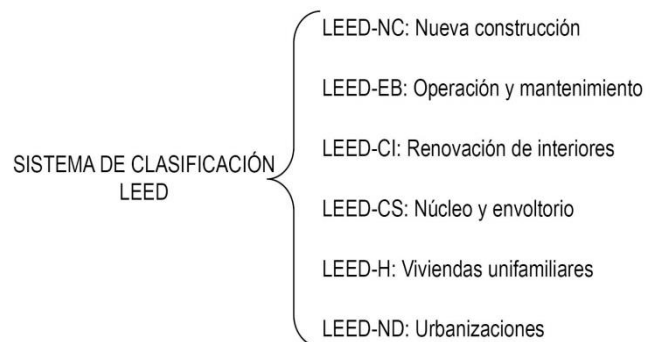 SISTEMA DE CLASIFICACIÓN
LEED
LEED-NC: Nueva construcción
LEED-EB: Operación y mantenimiento
LEED-CI: Renovación de interiores
LEED-CS: Núcleo y envoltorio
LEED-H: Viviendas unifamiliares
LEED-ND: Urbanizaciones